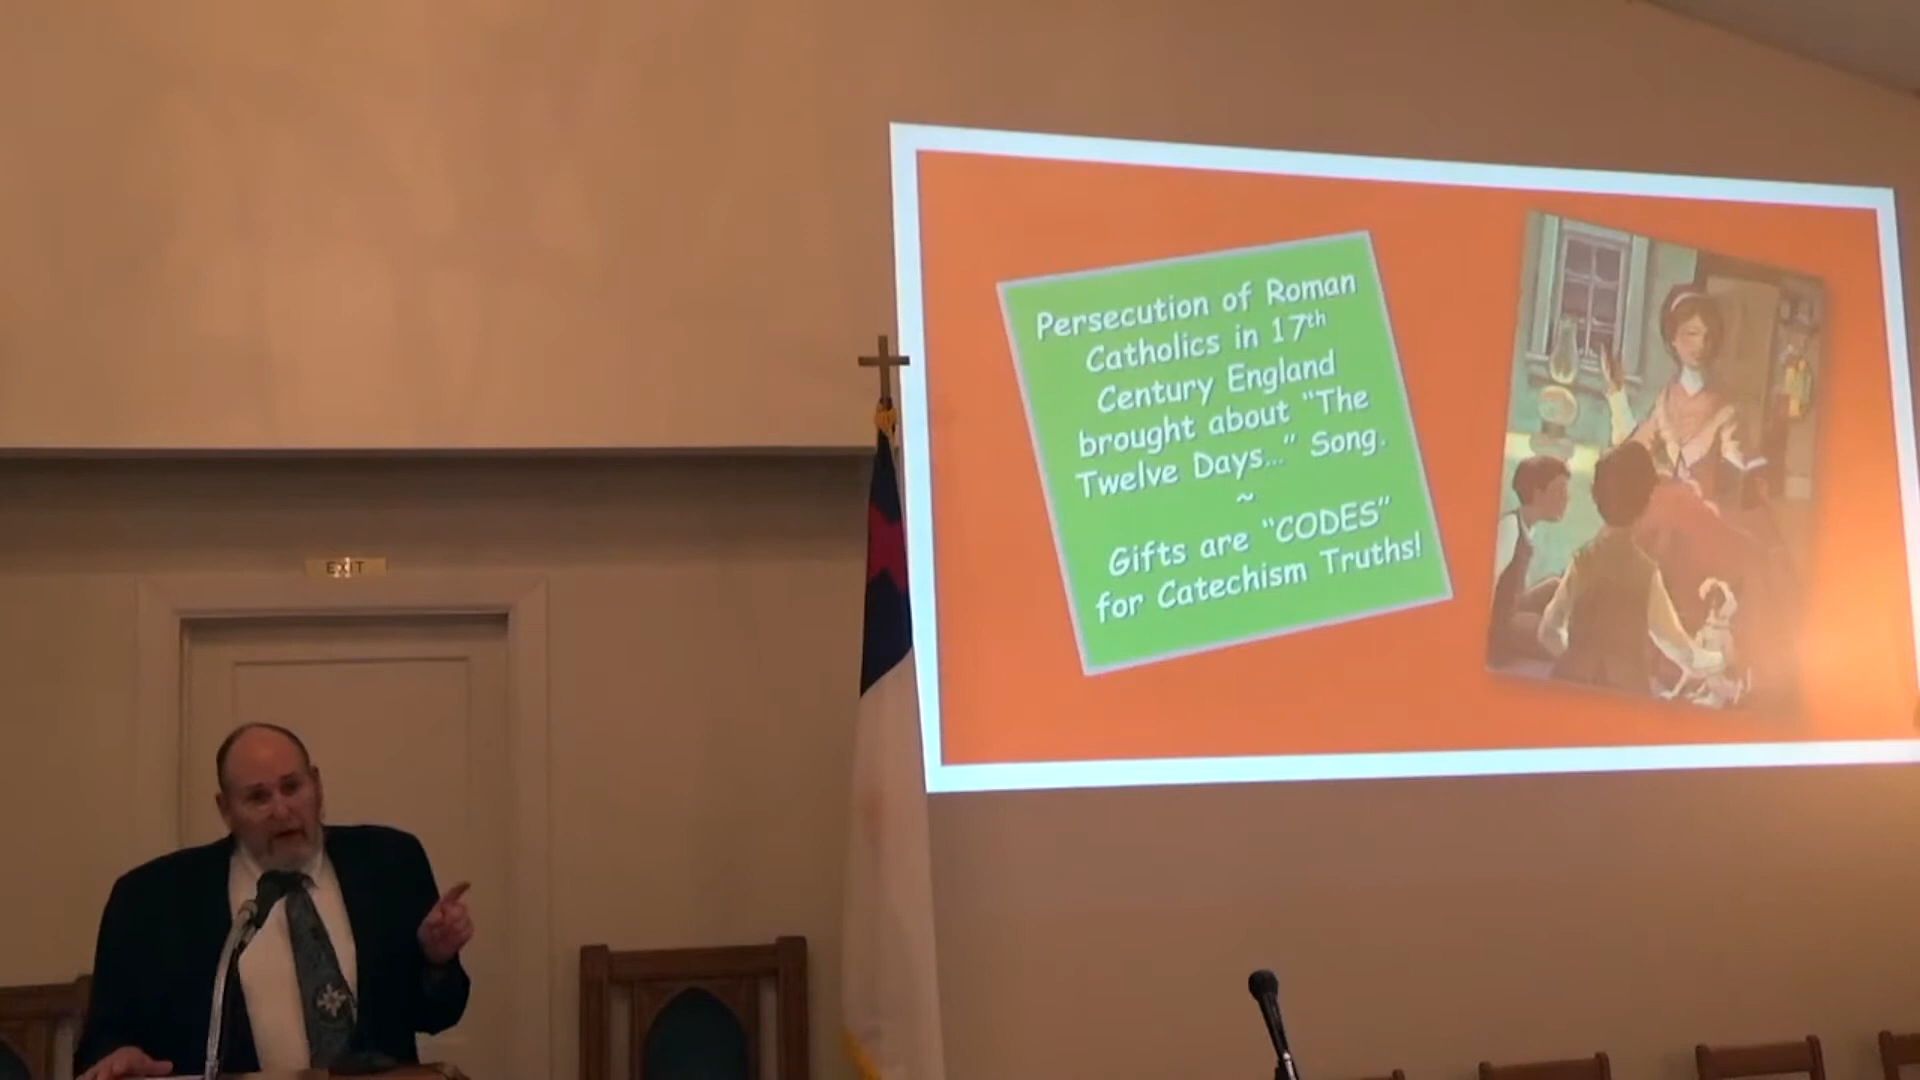 Persecution of Roman
Catholics in 17th
Century England
brought about "The
Twelve Days..." Song.
~
Gifts are "CODES"
for Catechism Truths!
EXIT